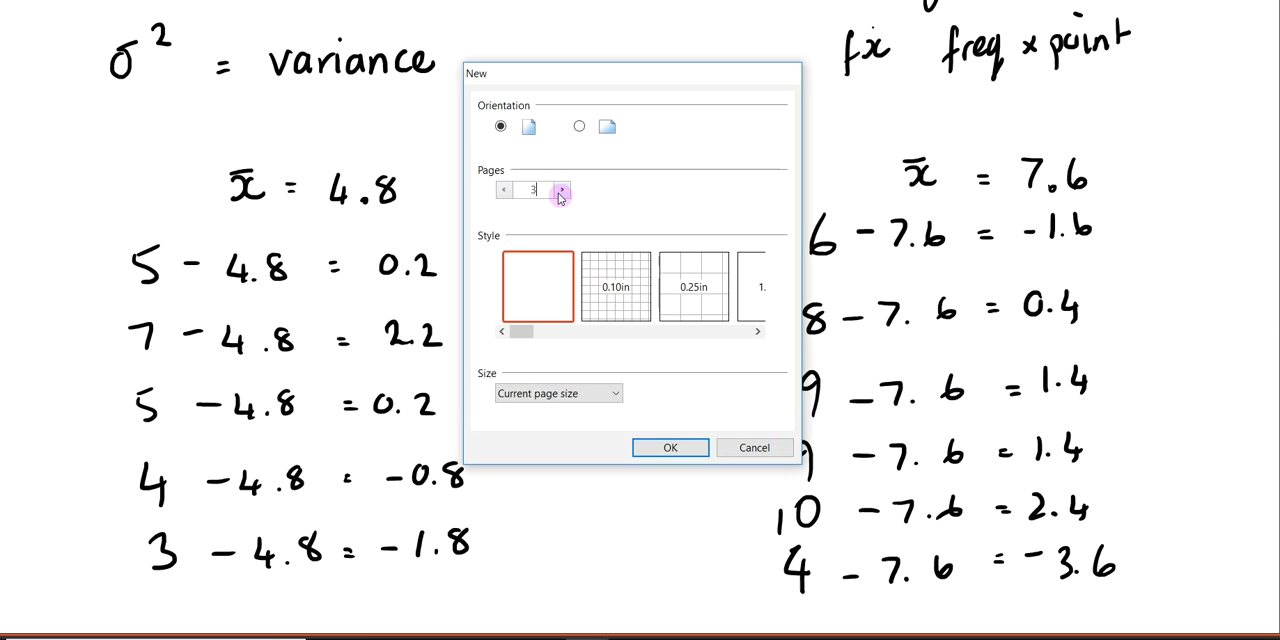 σ² = variance
x̄ = 4.8
5 - 4.8 = 0.2
7 - 4.8 = 2.2
5 - 4.8 = 0.2
4 - 4.8 = -0.8
3 - 4.8 = -1.8
New
Orientation
Pages
< 3 >
Style
0.10in 0.25in 1.
< >
Size
Current page size
OK Cancel
fx freq × point
x̄ = 7.6
6 - 7.6 = -1.6
8 - 7.6 = 0.4
9 - 7.6 = 1.4
9 - 7.6 = 1.4
10 - 7.6 = 2.4
4 - 7.6 = -3.6